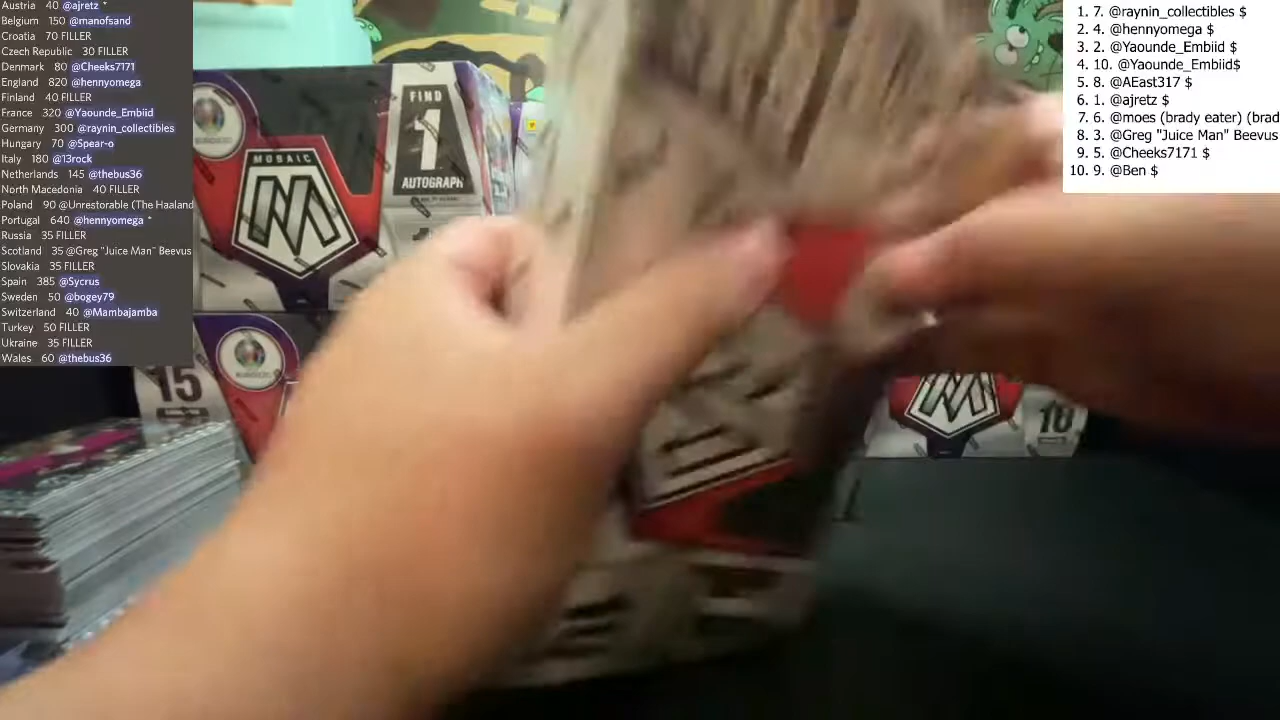 Austria 40 @ajretz *
Belgium 150 @manofsand
Croatia 70 FILLER
Czech Republic 30 FILLER
Denmark 80 @Cheeks7171
England 820 @hennyomega
Finland 40 FILLER
France 320 @Yaounde_Embiid
Germany 300 @raynin_collectibles
Hungary 70 @Spear-o
Italy 180 @13rock
Netherlands 145 @thebus36
North Macedonia 40 FILLER
Poland 90 @Unrestorable (The Haaland
Portugal 640 @hennyomega *
Russia 35 FILLER
Scotland 35 @Greg "Juice Man" Beevus
Slovakia 35 FILLER
Spain 385 @Sycrus
Sweden 50 @bogey79
Switzerland 40 @Mambajamba
Turkey 50 FILLER
Ukraine 35 FILLER
Wales 60 @thebus36
1. 7. @raynin_collectibles $
2. 4. @hennyomega $
3. 2. @Yaounde_Embiid $
4. 10. @Yaounde_Embiid$
5. 8. @AEast317 $
6. 1. @ajretz $
7. 6. @moes (brady eater) (brad
8. 3. @Greg "Juice Man" Beevus
9. 5. @Cheeks7171 $
10. 9. @Ben $
FIND
1
AUTOGRAPH
MOSAIC
M
15
M
10